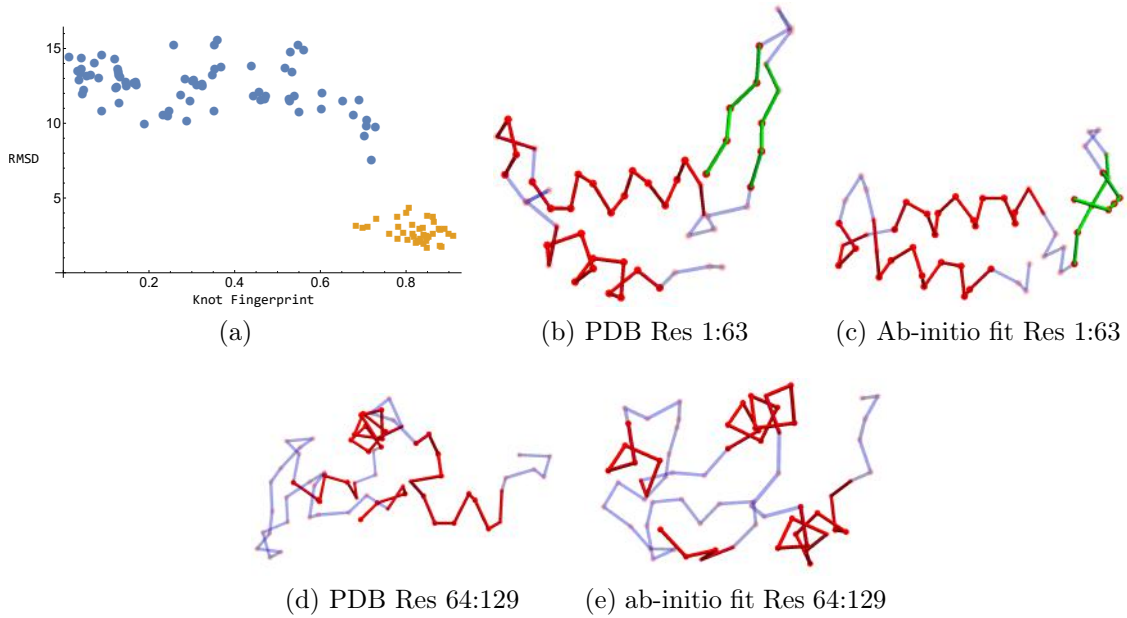 15
10
RMSD
5
0.2 0.4 0.6 0.8
Knot Fingerprint
(a)
(b) PDB Res 1:63
(c) Ab-initio fit Res 1:63
(d) PDB Res 64:129
(e) ab-initio fit Res 64:129